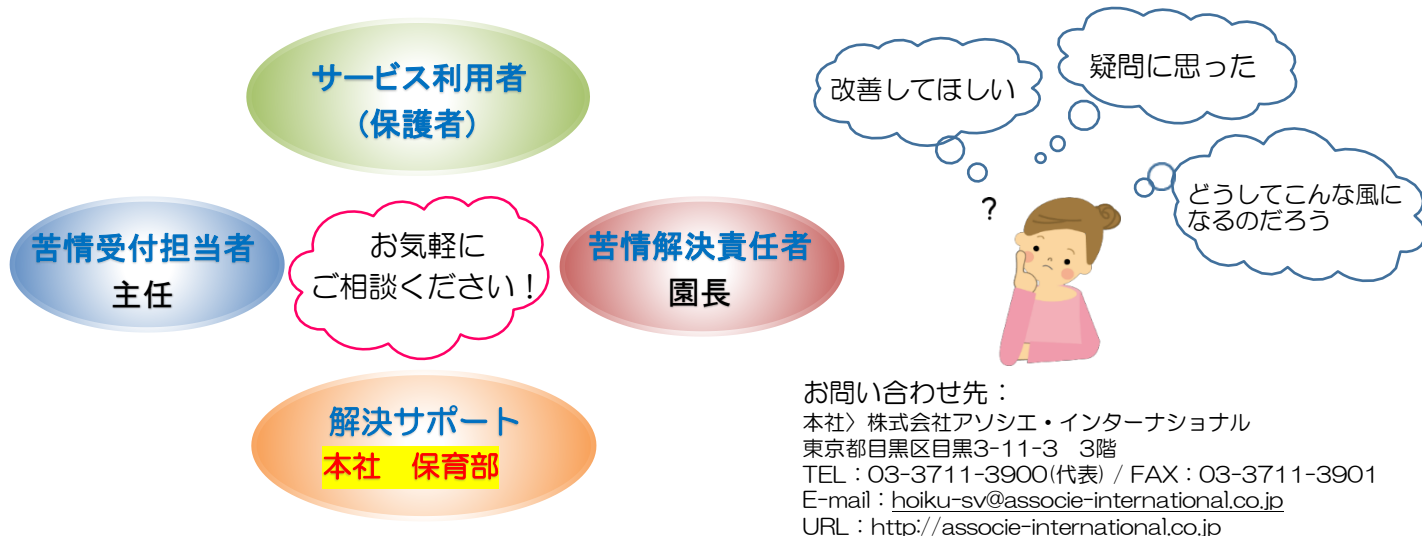 サービス利用者
(保護者)
苦情受付担当者
主任
お気軽に
ご相談ください！
苦情解決責任者
園長
解決サポート
本社　保育部
改善してほしい
疑問に思った
どうしてこんな風に
なるのだろう
?
お問い合わせ先：
本社〉株式会社アソシエ・インターナショナル
東京都目黒区目黒3-11-3　3階
TEL：03-3711-3900(代表) / FAX：03-3711-3901
E-mail：hoiku-sv@associe-international.co.jp
URL：http://associe-international.co.jp